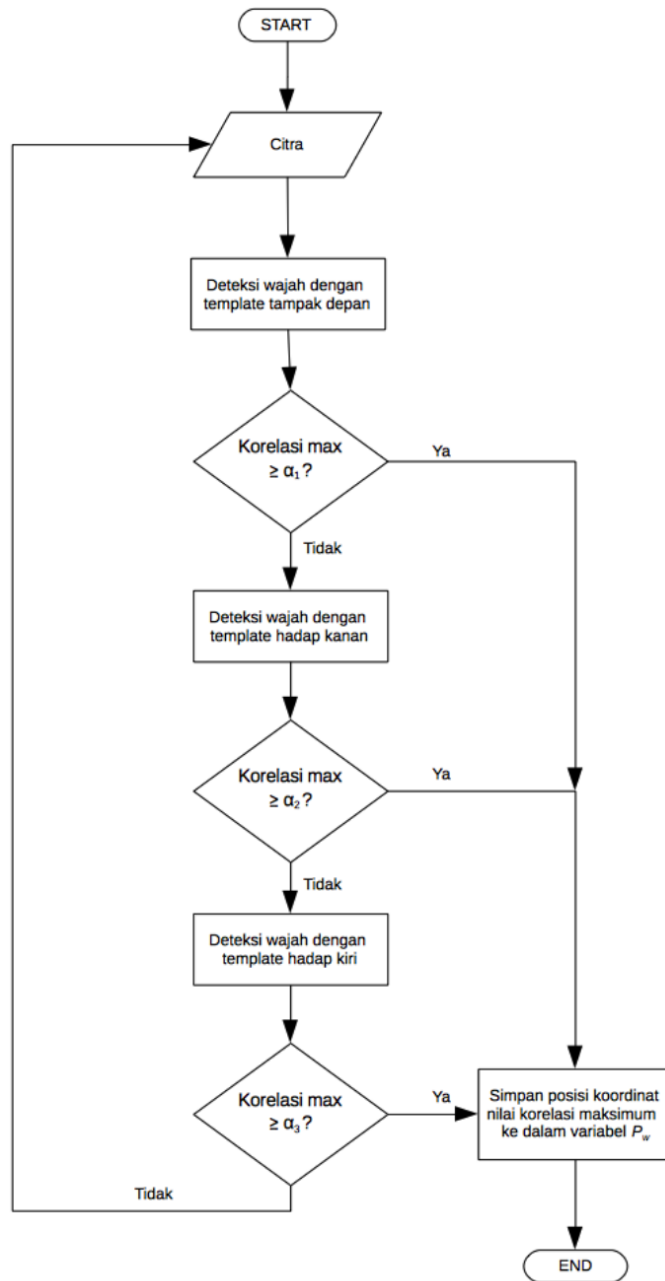 START
Citra
Deteksi wajah dengan
template tampak depan
Korelasi max
≥ α₁?
Ya
Tidak
Deteksi wajah dengan
template hadap kanan
Korelasi max
≥ α₂?
Ya
Tidak
Deteksi wajah dengan
template hadap kiri
Korelasi max
≥ α₃?
Ya
Simpan posisi koordinat
nilai korelasi maksimum
ke dalam variabel P_w
Tidak
END